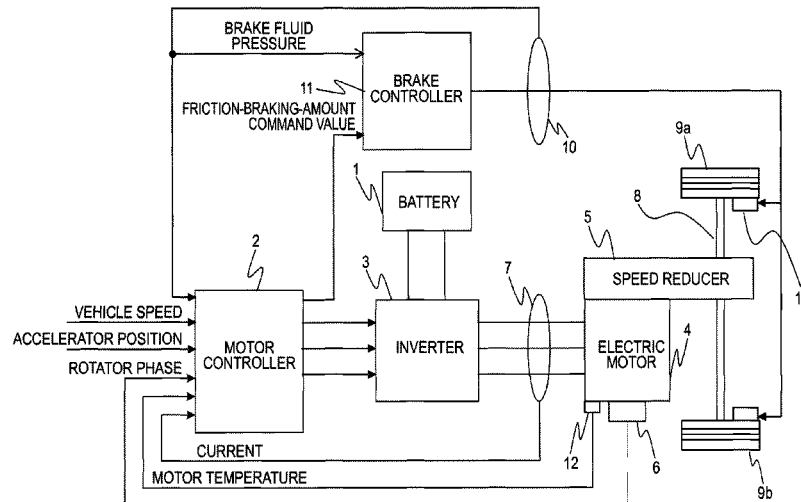 BRAKE FLUID
PRESSURE
11
BRAKE
CONTROLLER
FRICTION-BRAKING-AMOUNT
COMMAND VALUE
10
9a
1
BATTERY
8
5
2
3
7
SPEED REDUCER
1
VEHICLE SPEED
ACCELERATOR POSITION
ROTATOR PHASE
MOTOR
CONTROLLER
INVERTER
ELECTRIC
MOTOR
4
CURRENT
12
6
MOTOR TEMPERATURE
9b